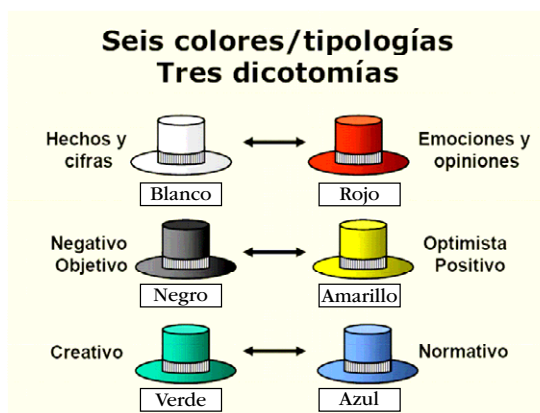 Seis colores/tipologías
Tres dicotomías
Hechos y
cifras
Emociones y
opiniones
Blanco
Rojo
Negativo
Objetivo
Optimista
Positivo
Negro
Amarillo
Creativo
Normativo
Verde
Azul